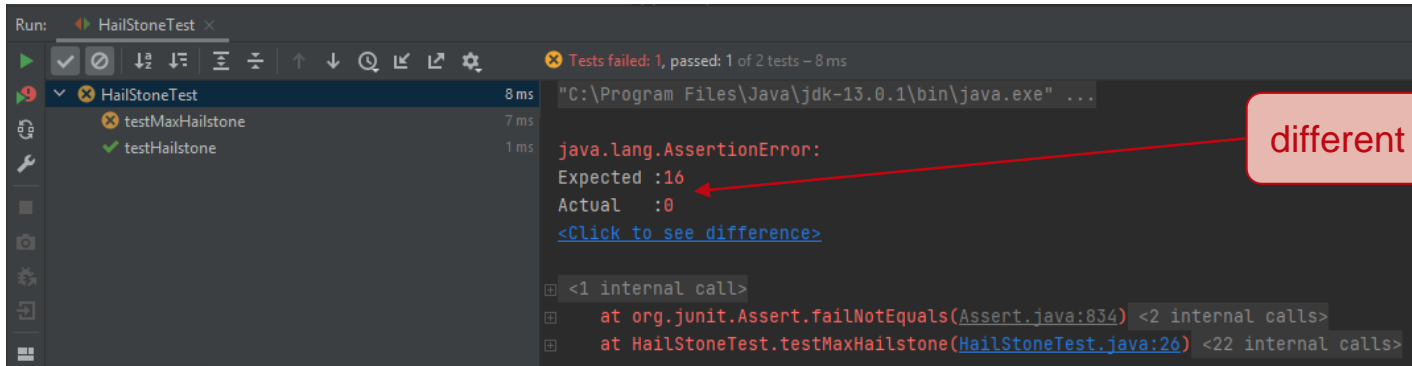 Run: HailStoneTest ×
Tests failed: 1, passed: 1 of 2 tests – 8 ms
HailStoneTest 8 ms
testMaxHailstone 7 ms
testHailstone 1 ms
"C:\Program Files\Java\jdk-13.0.1\bin\java.exe" ...
java.lang.AssertionError:
Expected :16
Actual :0
<Click to see difference>
<1 internal call>
at org.junit.Assert.failNotEquals(Assert.java:834) <2 internal calls>
at HailStoneTest.testMaxHailstone(HailStoneTest.java:26) <22 internal calls>
different